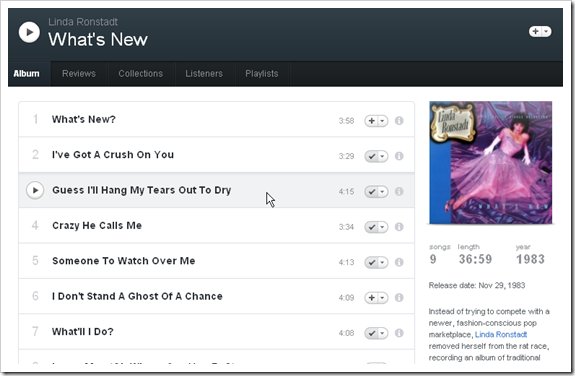 Linda Ronstadt
What's New
Album Reviews Collections Listeners Playlists
1 What's New? 3:58
2 I've Got A Crush On You 3:29
Guess I'll Hang My Tears Out To Dry 4:15
4 Crazy He Calls Me 3:34
5 Someone To Watch Over Me 4:13
6 I Don't Stand A Ghost Of A Chance 4:09
7 What'll I Do? 4:08
Linda Ronstadt
songs length year
9 36:59 1983
Release date: Nov 29, 1983
Instead of trying to compete with a
newer, fashion-conscious pop
marketplace, Linda Ronstadt
removed herself from the rat race,
recording an album of traditional